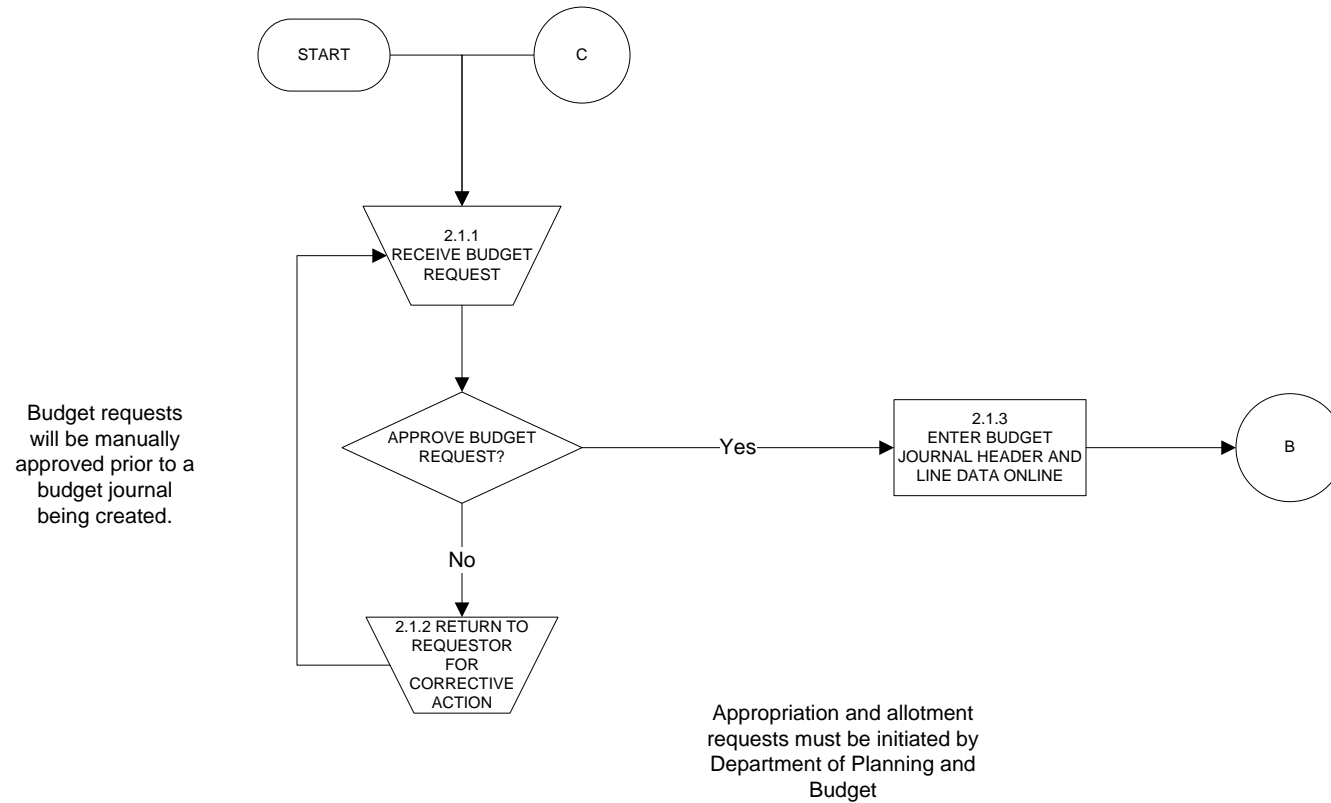 START
C
2.1.1
RECEIVE BUDGET
REQUEST
Budget requests
will be manually
approved prior to a
budget journal
being created.
APPROVE BUDGET
REQUEST?
Yes
2.1.3
ENTER BUDGET
JOURNAL HEADER AND
LINE DATA ONLINE
B
No
2.1.2 RETURN TO
REQUESTOR
FOR
CORRECTIVE
ACTION
Appropriation and allotment
requests must be initiated by
Department of Planning and
Budget